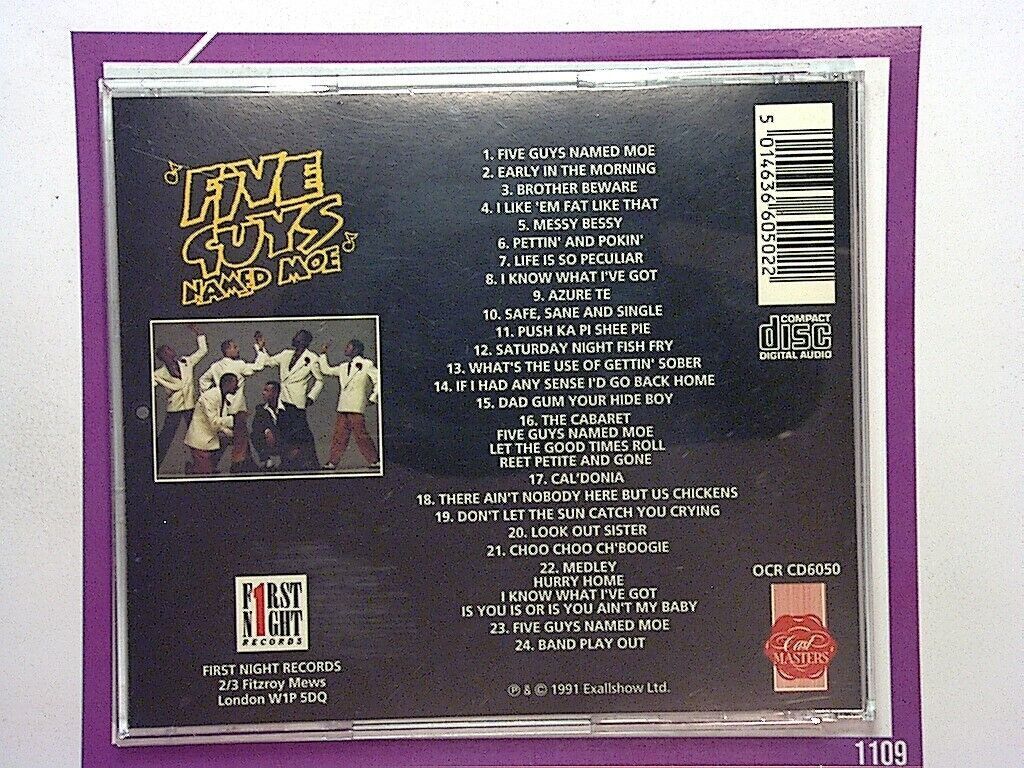 FIVE
GUYS
NAMED MOE
1. FIVE GUYS NAMED MOE
2. EARLY IN THE MORNING
3. BROTHER BEWARE
4. I LIKE 'EM FAT LIKE THAT
5. MESSY BESSY
6. PETTIN' AND POKIN'
7. LIFE IS SO PECULIAR
8. I KNOW WHAT I'VE GOT
9. AZURE TE
10. SAFE, SANE AND SINGLE
11. PUSH KA PI SHEE PIE
12. SATURDAY NIGHT FISH FRY
13. WHAT'S THE USE OF GETTIN' SOBER
14. IF I HAD ANY SENSE I'D GO BACK HOME
15. DAD GUM YOUR HIDE BOY
16. THE CABARET
FIVE GUYS NAMED MOE
LET THE GOOD TIMES ROLL
REET PETITE AND GONE
17. CAL'DONIA
18. THERE AIN'T NOBODY HERE BUT US CHICKENS
19. DON'T LET THE SUN CATCH YOU CRYING
20. LOOK OUT SISTER
21. CHOO CHOO CH'BOOGIE
22. MEDLEY
HURRY HOME
I KNOW WHAT I'VE GOT
IS YOU IS OR IS YOU AIN'T MY BABY
23. FIVE GUYS NAMED MOE
24. BAND PLAY OUT
℗ & © 1991 Exallshow Ltd.
5 014636 605022
COMPACT
disc
DIGITAL AUDIO
OCR CD6050
Cast
MASTERS
F1RST
N1GHT
RECORDS
FIRST NIGHT RECORDS
2/3 Fitzroy Mews
London W1P 5DQ
1109